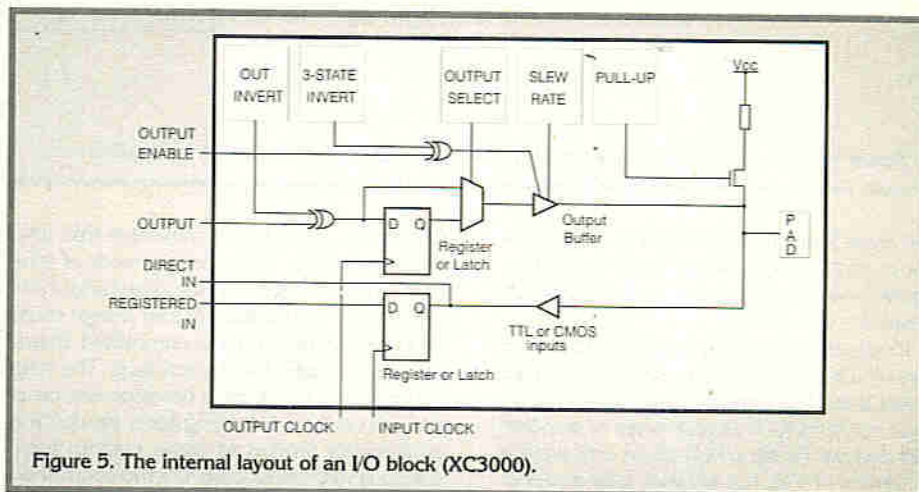 OUT INVERT
3-STATE INVERT
OUTPUT SELECT
SLEW RATE
PULL-UP
Vcc
OUTPUT ENABLE
OUTPUT
D Q
Register or Latch
Output Buffer
PAD
DIRECT IN
REGISTERED IN
D Q
Register or Latch
TTL or CMOS inputs
OUTPUT CLOCK
INPUT CLOCK
Figure 5. The internal layout of an I/O block (XC3000).